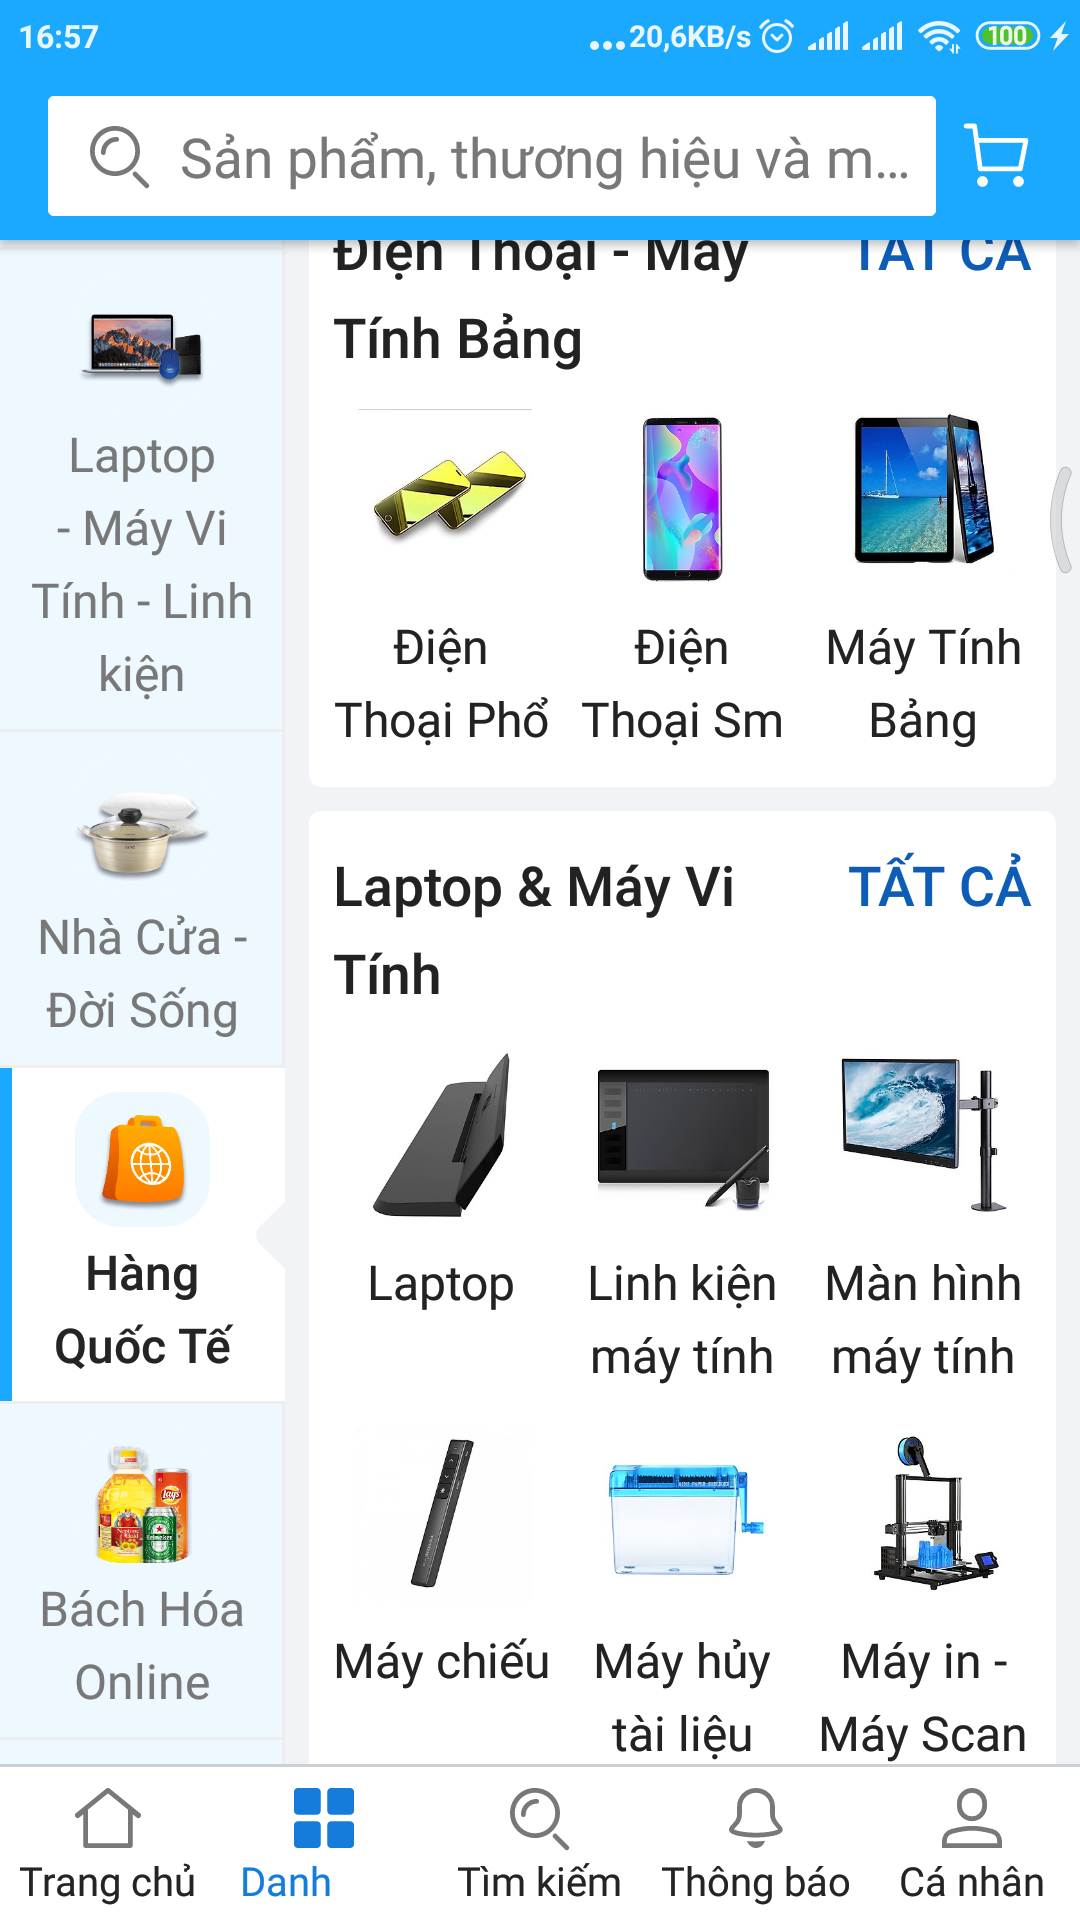 16:57
...20,6KB/s
100
Sản phẩm, thương hiệu và m...
Laptop
- Máy Vi
Tính - Linh
kiện
Nhà Cửa -
Đời Sống
Hàng
Quốc Tế
Bách Hóa
Online
Điện Thoại - Máy
Tính Bảng
TẤT CẢ
Điện
Thoại Phổ
Điện
Thoại Sm
Máy Tính
Bảng
Laptop & Máy Vi
Tính
TẤT CẢ
Laptop
Linh kiện
máy tính
Màn hình
máy tính
Máy chiếu
Máy hủy
tài liệu
Máy in -
Máy Scan
Trang chủ
Danh
Tìm kiếm
Thông báo
Cá nhân